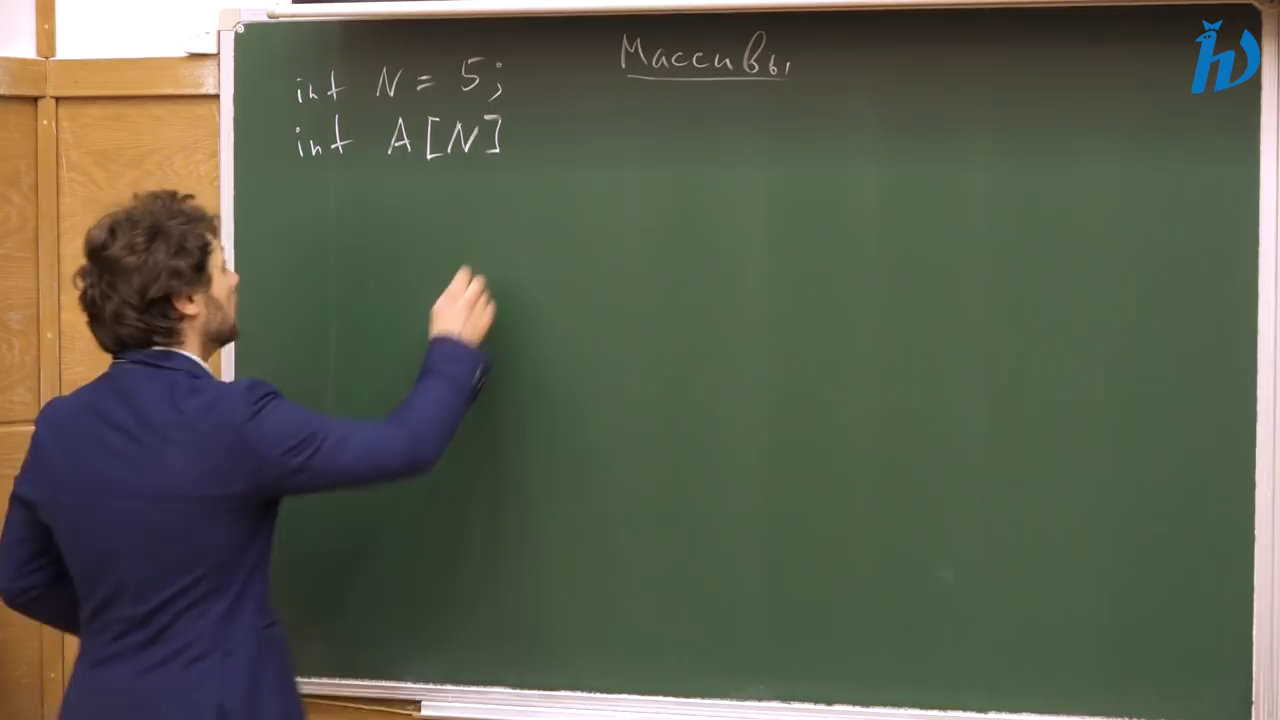 Массивы
int N = 5;
int A[N]